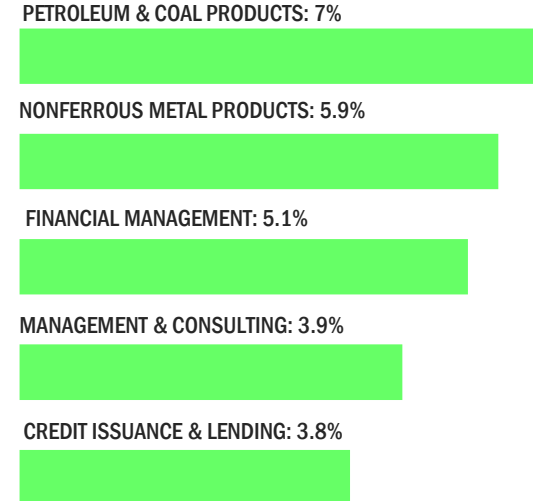 PETROLEUM & COAL PRODUCTS: 7%
NONFERROUS METAL PRODUCTS: 5.9%
FINANCIAL MANAGEMENT: 5.1%
MANAGEMENT & CONSULTING: 3.9%
CREDIT ISSUANCE & LENDING: 3.8%